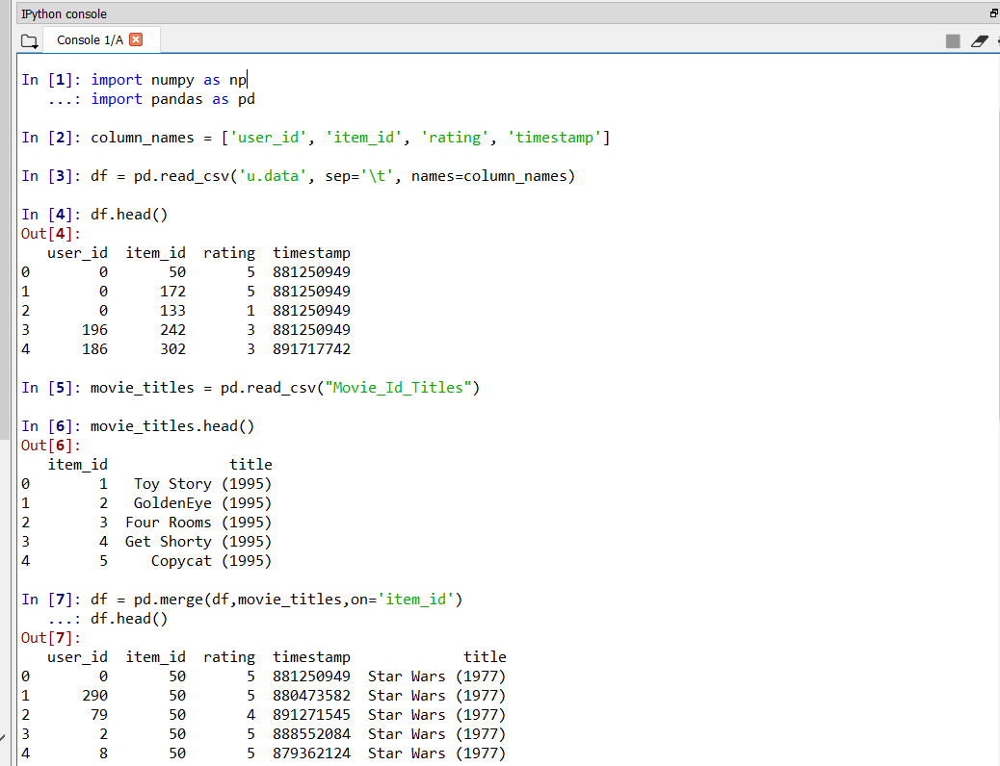 IPython console
Console 1/A
In [1]: import numpy as np
   ...: import pandas as pd
In [2]: column_names = ['user_id', 'item_id', 'rating', 'timestamp']
In [3]: df = pd.read_csv('u.data', sep='\t', names=column_names)
In [4]: df.head()
Out[4]:
   user_id  item_id  rating  timestamp
0        0       50       5  881250949
1        0      172       5  881250949
2        0      133       1  881250949
3      196      242       3  881250949
4      186      302       3  891717742
In [5]: movie_titles = pd.read_csv("Movie_Id_Titles")
In [6]: movie_titles.head()
Out[6]:
   item_id              title
0        1   Toy Story (1995)
1        2   GoldenEye (1995)
2        3  Four Rooms (1995)
3        4  Get Shorty (1995)
4        5     Copycat (1995)
In [7]: df = pd.merge(df,movie_titles,on='item_id')
   ...: df.head()
Out[7]:
   user_id  item_id  rating  timestamp             title
0        0       50       5  881250949  Star Wars (1977)
1      290       50       5  880473582  Star Wars (1977)
2       79       50       4  891271545  Star Wars (1977)
3        2       50       5  888552084  Star Wars (1977)
4        8       50       5  879362124  Star Wars (1977)